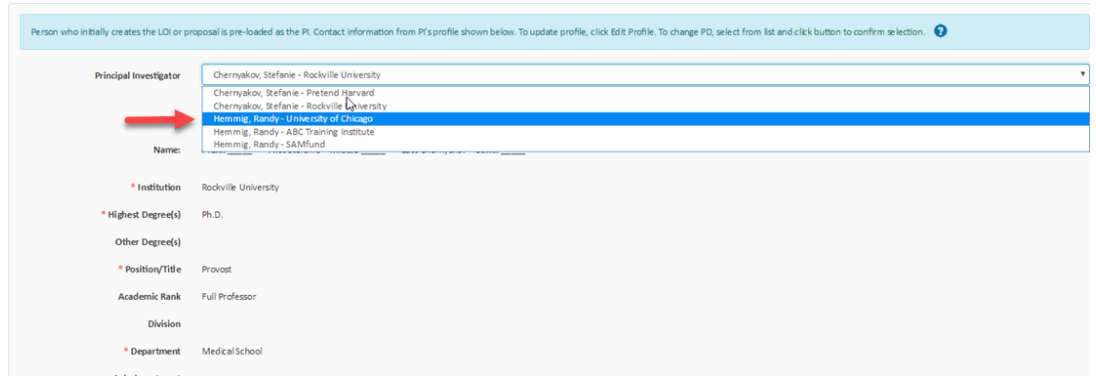 Person who initially creates the LOI or proposal is pre-loaded as the PI. Contact information from PI's profile shown below. To update profile, click Edit Profile. To change PD, select from list and click button to confirm selection. ?
Principal Investigator Chernyakov, Stefanie - Rockville University
Chernyakov, Stefanie - Pretend Harvard
Chernyakov, Stefanie - Rockville University
Hemmig, Randy - University of Chicago
Hemmig, Randy - ABC Training Institute
Hemmig, Randy - SAMfund
Name:
* Institution Rockville University
* Highest Degree(s) Ph.D.
Other Degree(s)
* Position/Title Provost
Academic Rank Full Professor
Division
* Department Medical School